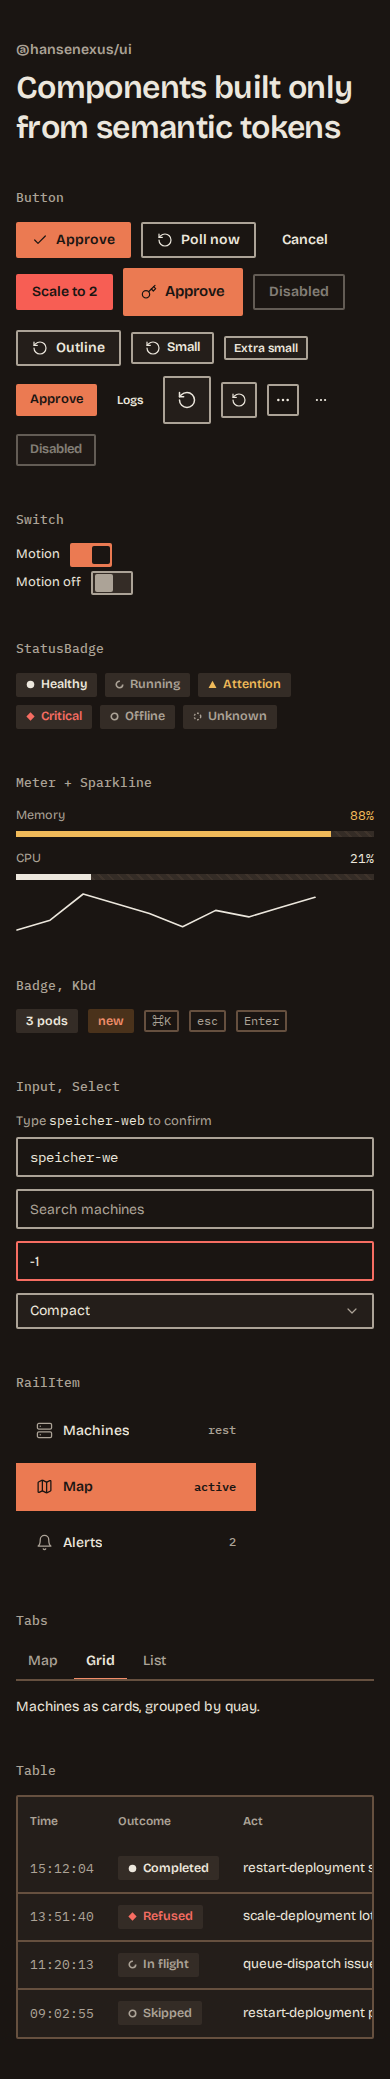 @hansenexus/ui
Components built only
from semantic tokens
Button
Approve Poll now Cancel
Scale to 2 Approve Disabled
Outline Small Extra small
Approve Logs
Disabled
Switch
Motion
Motion off
StatusBadge
Healthy Running Attention
Critical Offline Unknown
Meter + Sparkline
Memory 88%
CPU 21%
Badge, Kbd
3 pods new ⌘K esc Enter
Input, Select
Type speicher-web to confirm
speicher-we
Search machines
-1
Compact
RailItem
Machines rest
Map active
Alerts 2
Tabs
Map Grid List
Machines as cards, grouped by quay.
Table
Time Outcome Act
15:12:04 Completed restart-deployment
13:51:40 Refused scale-deployment
11:20:13 In flight queue-dispatch
09:02:55 Skipped restart-deployment